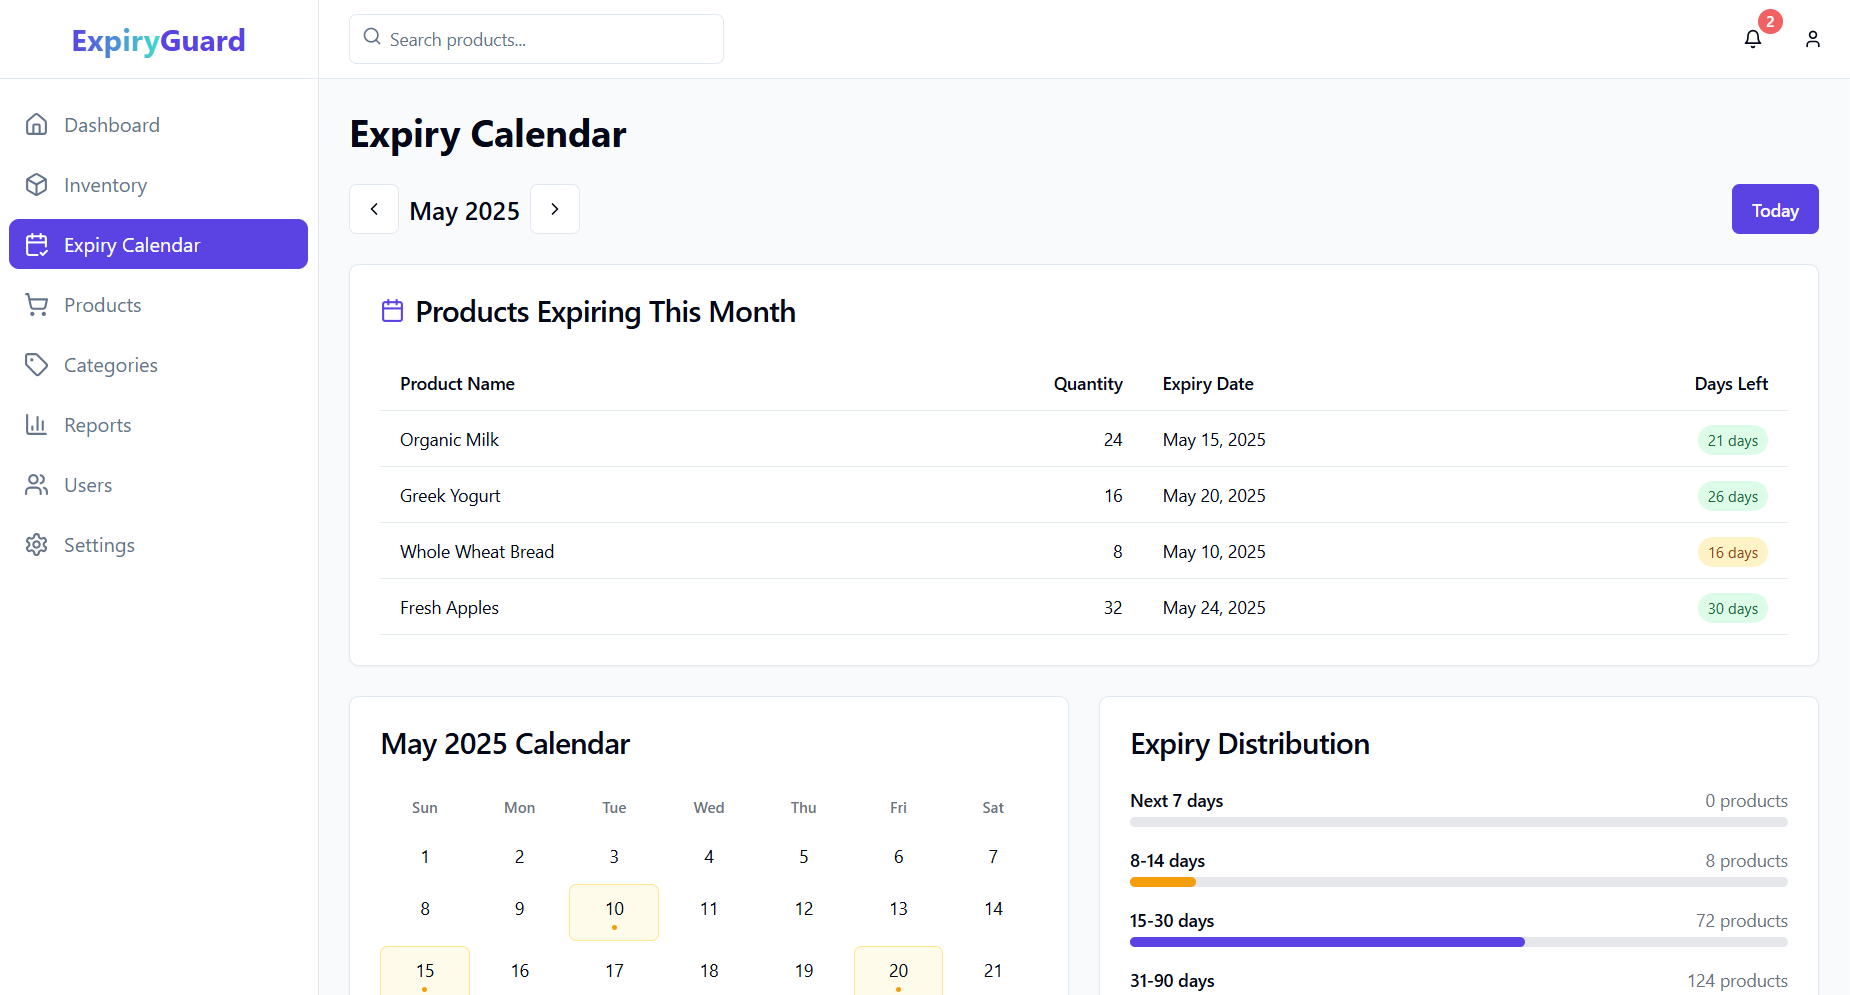 ExpiryGuard
Search products...
2
Dashboard
Inventory
Expiry Calendar
Products
Categories
Reports
Users
Settings
Expiry Calendar
May 2025
Today
Products Expiring This Month
Product Name Quantity Expiry Date Days Left
Organic Milk 24 May 15, 2025 21 days
Greek Yogurt 16 May 20, 2025 26 days
Whole Wheat Bread 8 May 10, 2025 16 days
Fresh Apples 32 May 24, 2025 30 days
May 2025 Calendar
Sun Mon Tue Wed Thu Fri Sat
1 2 3 4 5 6 7
8 9 10 11 12 13 14
15 16 17 18 19 20 21
Expiry Distribution
Next 7 days 0 products
8-14 days 8 products
15-30 days 72 products
31-90 days 124 products